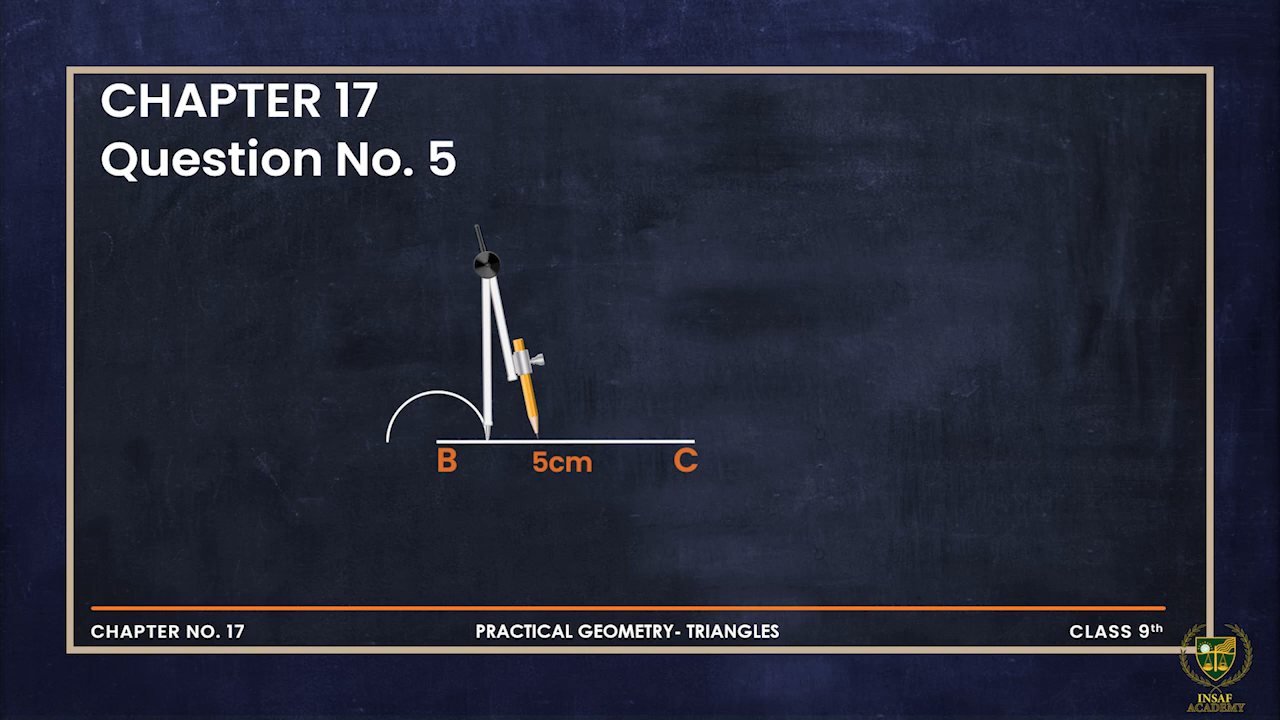 CHAPTER 17
Question No. 5
B 5cm C
CHAPTER NO. 17 PRACTICAL GEOMETRY- TRIANGLES CLASS 9th
INSAF
ACADEMY